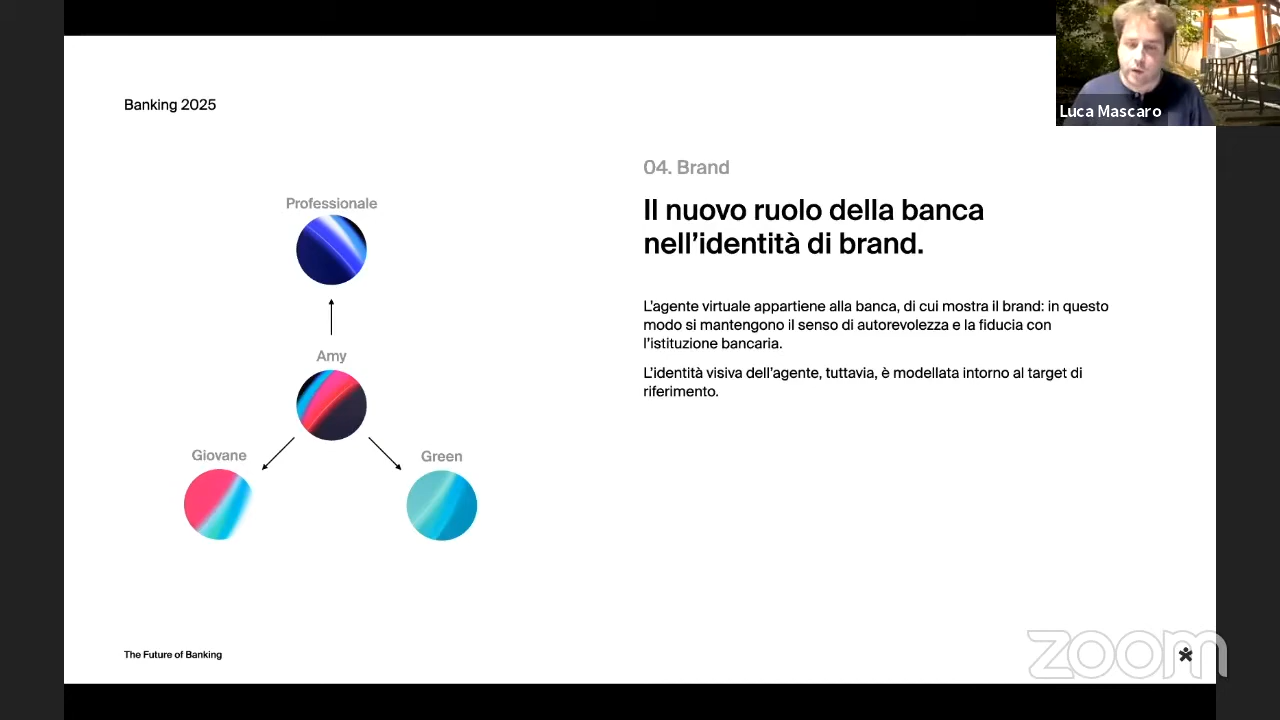 Banking 2025
Luca Mascaro
04. Brand
Il nuovo ruolo della banca
nell’identità di brand.
L’agente virtuale appartiene alla banca, di cui mostra il brand: in questo
modo si mantengono il senso di autorevolezza e la fiducia con
l’istituzione bancaria.
L’identità visiva dell’agente, tuttavia, è modellata intorno al target di
riferimento.
Professionale
Amy
Giovane
Green
The Future of Banking
zoom